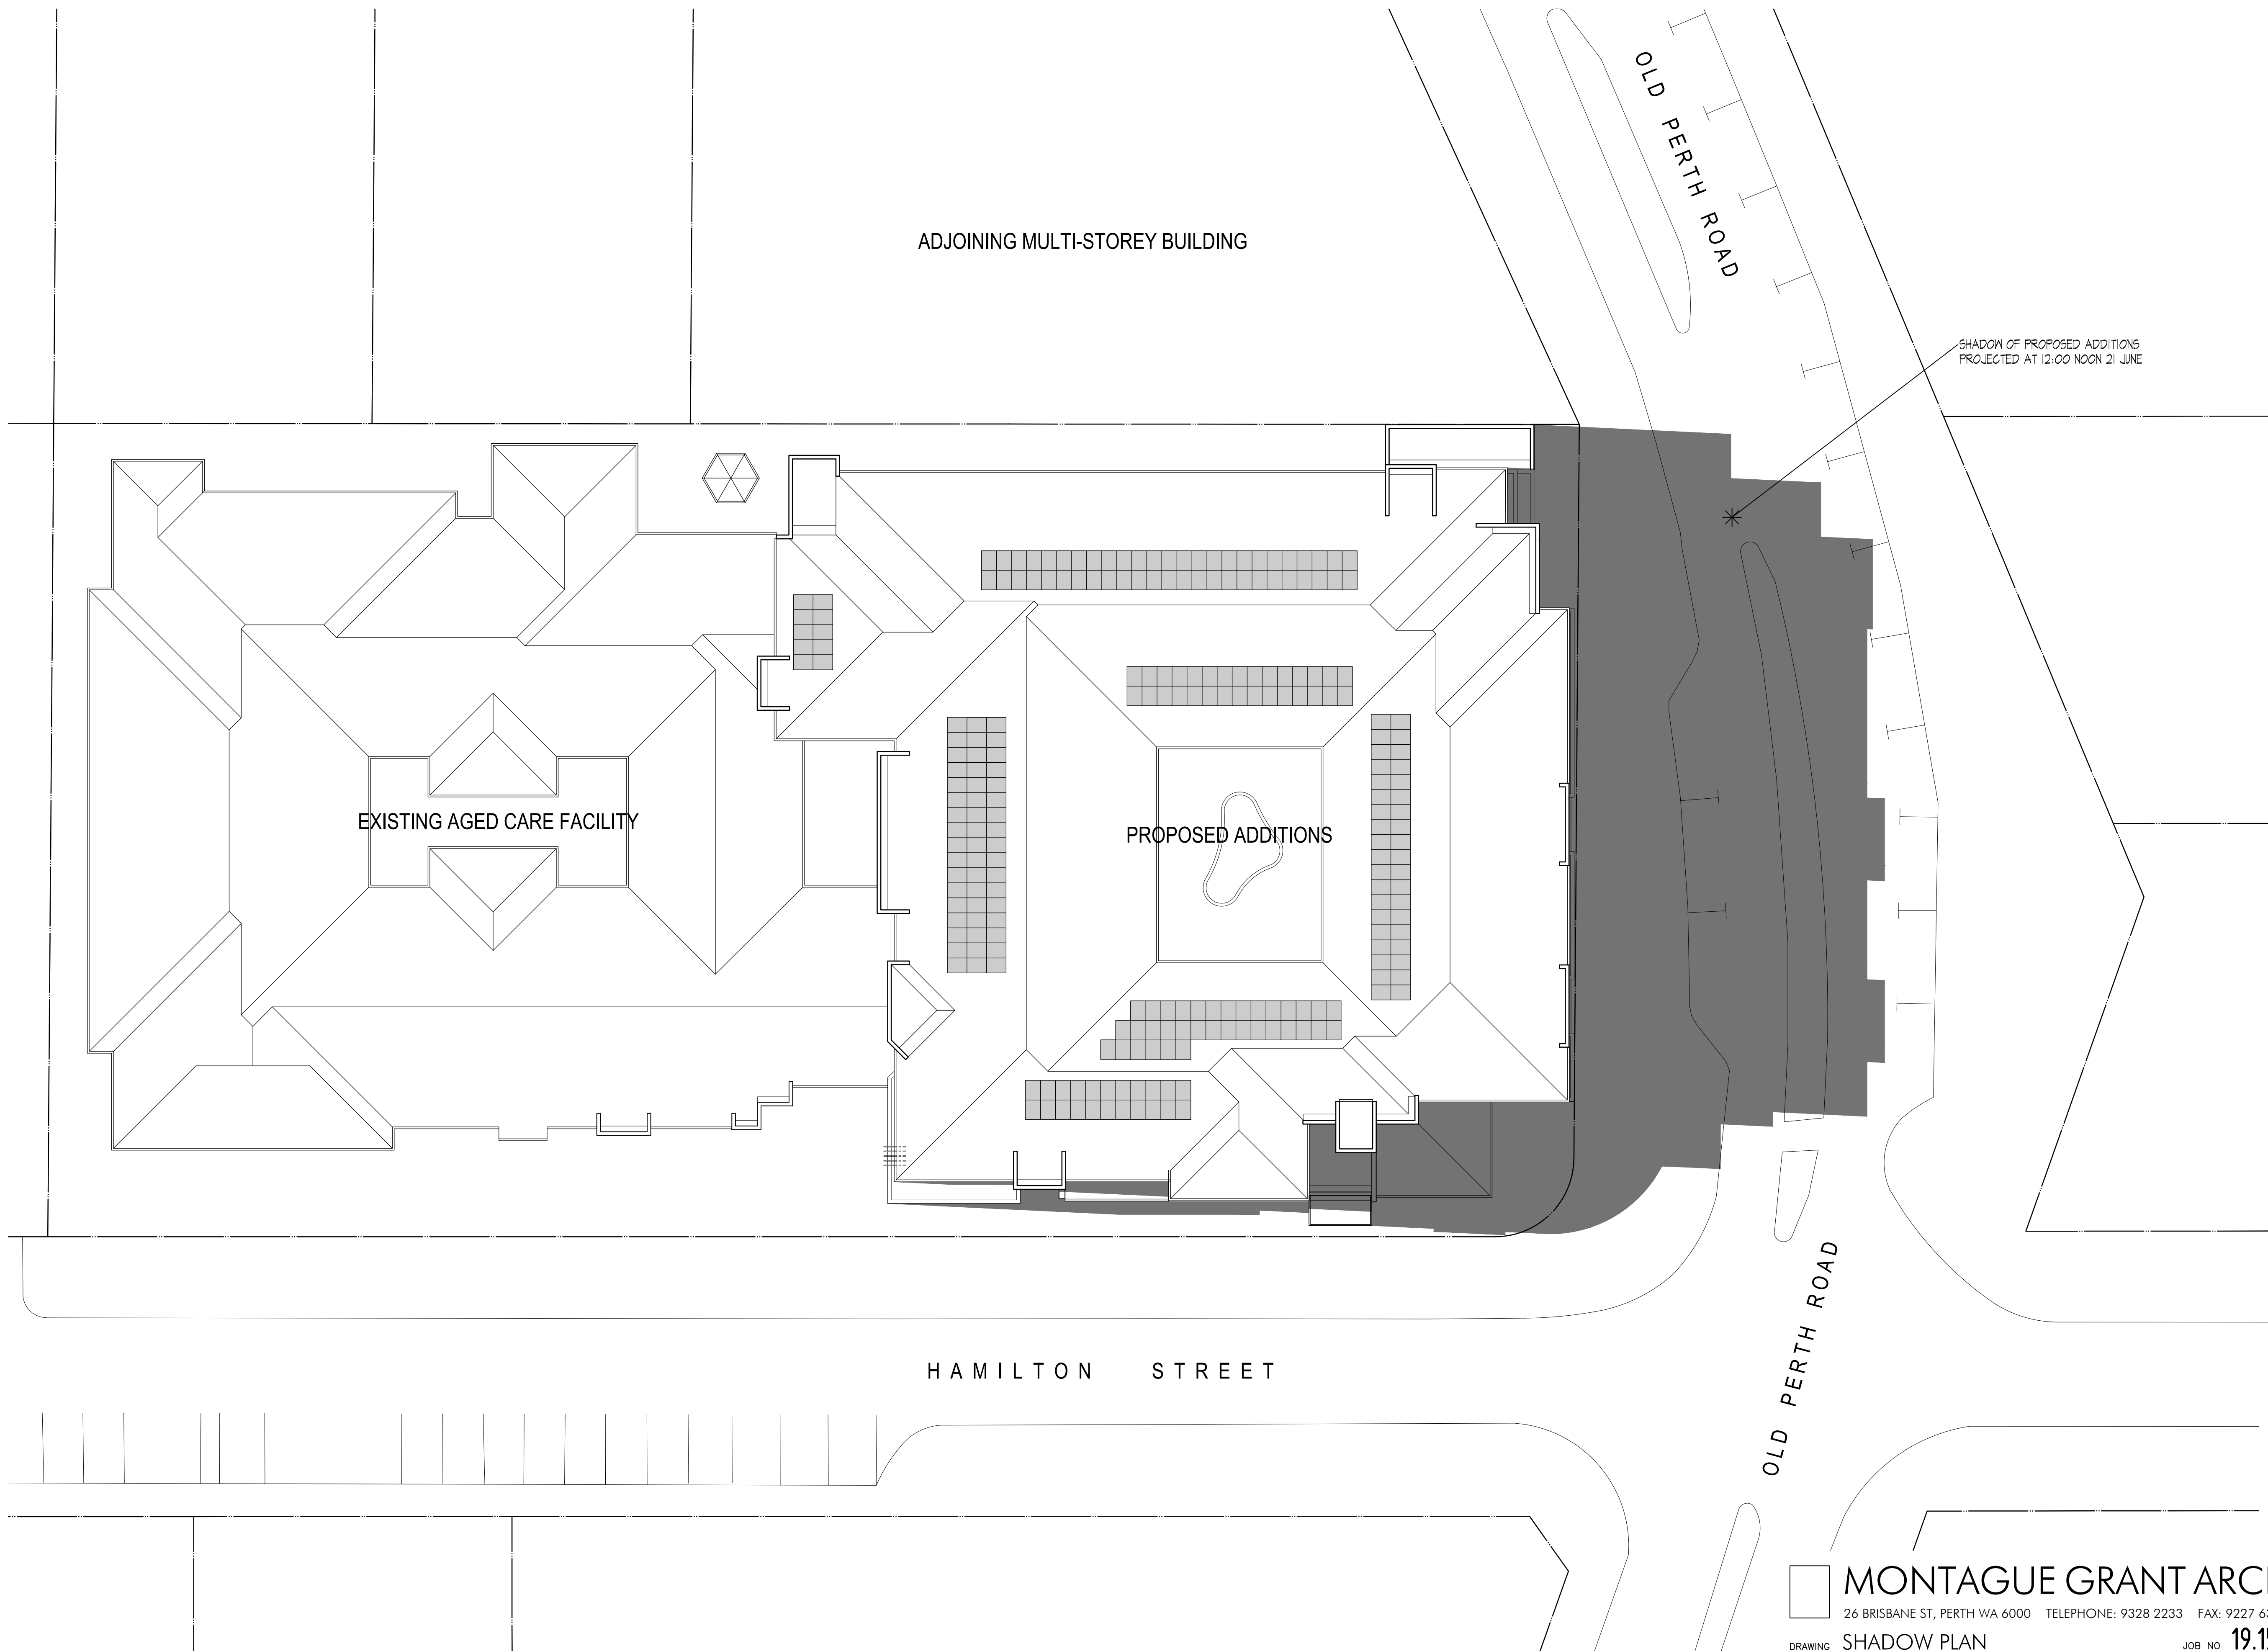 OLD PERTH ROAD
ADJOINING MULTI-STOREY BUILDING
SHADOW OF PROPOSED ADDITIONS
PROJECTED AT 12:00 NOON 21 JUNE
EXISTING AGED CARE FACILITY
PROPOSED ADDITIONS
OLD PERTH ROAD
HAMILTON STREET
MONTAGUE GRANT
26 BRISBANE ST, PERTH WA 6000 TELEPHONE: 9328 2233 FAX: 9227
DRAWING SHADOW PLAN
JOB NO